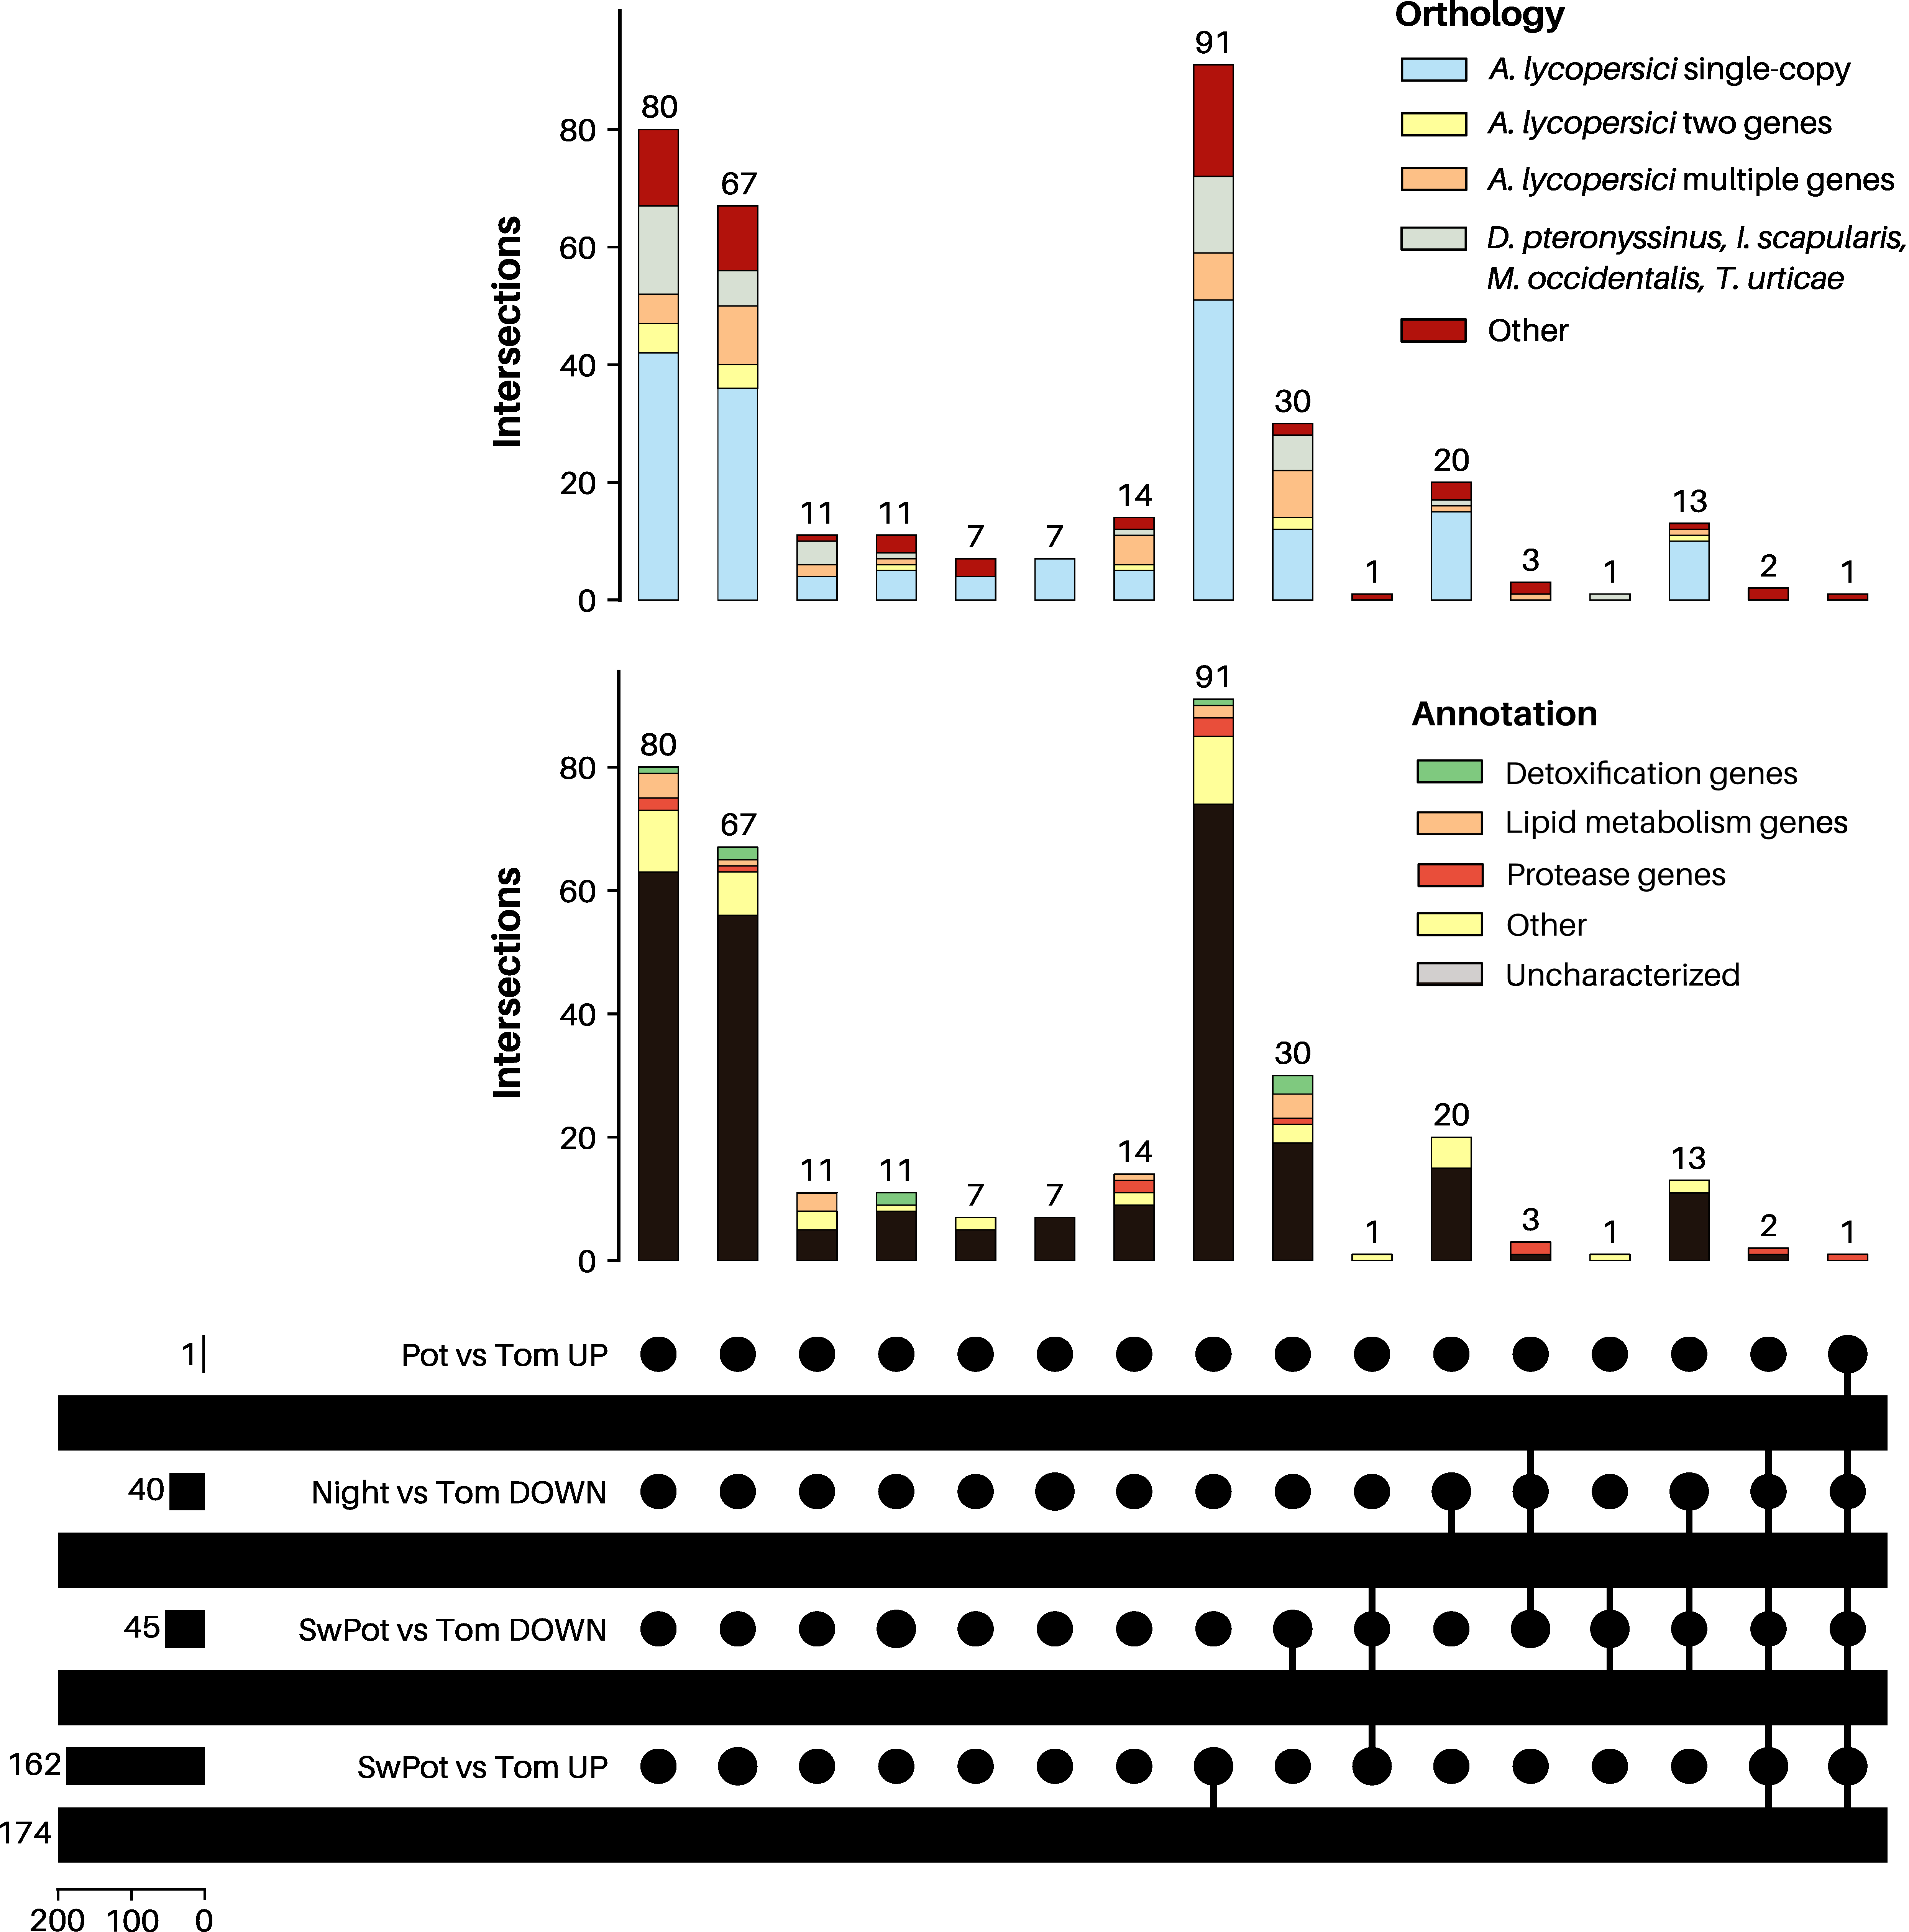 Orthology
A. lycopersici single-copy
A. lycopersici two genes
A. lycopersici multiple genes
D. pteronyssinus, I. scapularis,
M. occidentalis, T. urticae
Other
Intersections
80
60
40
20
0
80
67
11
11
7
7
14
91
30
1
20
3
1
13
2
1
Annotation
Detoxification genes
Lipid metabolism genes
Protease genes
Other
Uncharacterized
Intersections
80
60
40
20
0
80
67
11
11
7
7
14
91
30
1
20
3
1
13
2
1
1 Pot vs Tom UP
40 Night vs Tom DOWN
45 SwPot vs Tom DOWN
162 SwPot vs Tom UP
174
200 100 0